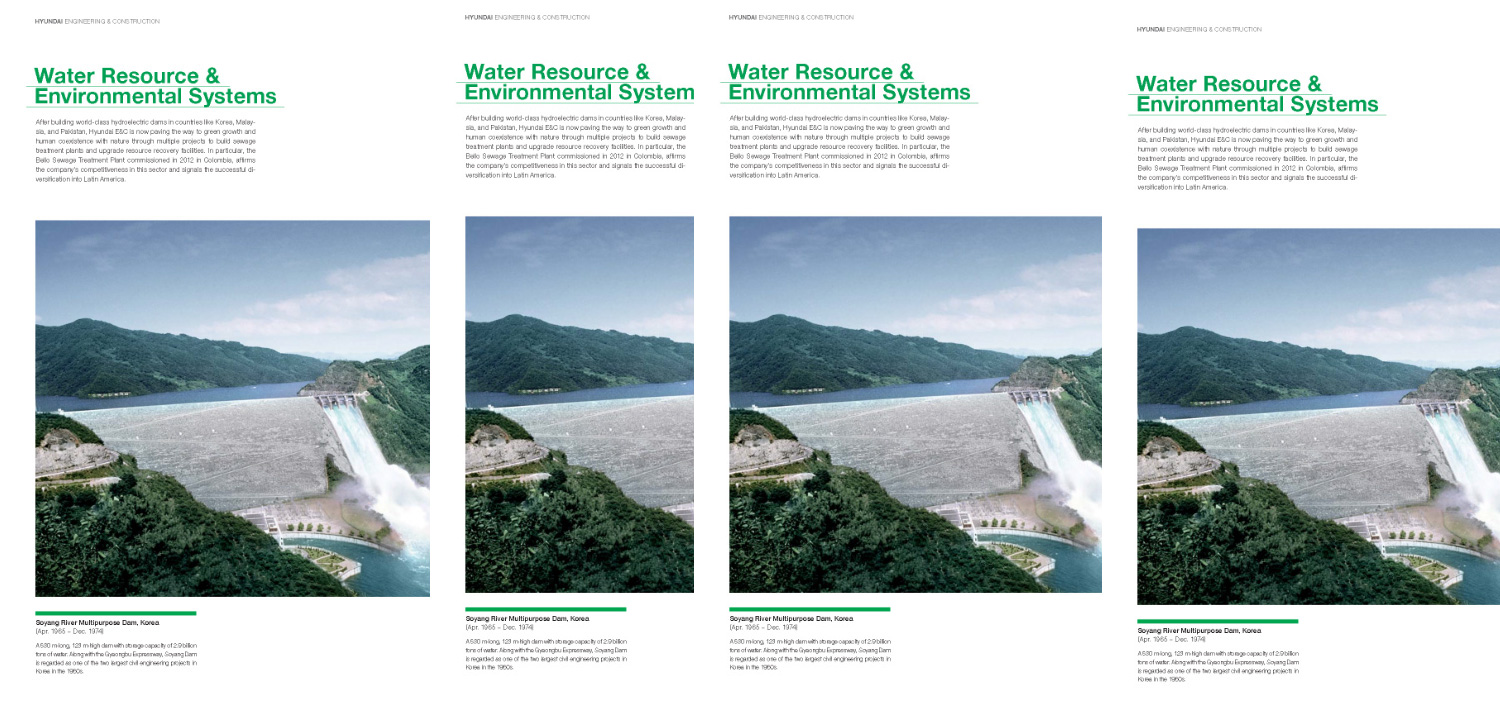 HYUNDAI ENGINEERING & CONSTRUCTION
Water Resource &
Environmental Systems
After building world-class hydroelectric dams in countries like Korea, Malay-
sia, and Pakistan, Hyundai E&C is now paving the way to green growth and
human coexistence with nature through multiple projects to build sewage
treatment plants and upgrade resource recovery facilities. In particular, the
Bello Sewage Treatment Plant commissioned in 2012 in Colombia, affirms
the company's competitiveness in this sector and signals the successful di-
versification into Latin America.
Soyang River Multipurpose Dam, Korea
(Apr. 1965 ~ Dec. 1974)
A 530 m-long, 123 m-high dam with storage capacity of 2.9 billion
tons of water. Along with the Gyeongbu Expressway, Soyang Dam
is regarded as one of the two largest civil engineering projects in
Korea in the 1960s.
HYUNDAI ENGINEERING & CONSTRUCTION
Water Resource &
Environmental System
After building world-class hydroelectric dams in countries like Korea, Malay-
sia, and Pakistan, Hyundai E&C is now paving the way to green growth and
human coexistence with nature through multiple projects to build sewage
treatment plants and upgrade resource recovery facilities. In particular, the
Bello Sewage Treatment Plant commissioned in 2012 in Colombia, affirms
the company's competitiveness in this sector and signals the successful di-
versification into Latin America.
Soyang River Multipurpose Dam, Korea
(Apr. 1965 ~ Dec. 1974)
A 530 m-long, 123 m-high dam with storage capacity of 2.9 billion
tons of water. Along with the Gyeongbu Expressway, Soyang Dam
is regarded as one of the two largest civil engineering projects in
Korea in the 1960s.
HYUNDAI ENGINEERING & CONSTRUCTION
Water Resource &
Environmental Systems
After building world-class hydroelectric dams in countries like Korea, Malay-
sia, and Pakistan, Hyundai E&C is now paving the way to green growth and
human coexistence with nature through multiple projects to build sewage
treatment plants and upgrade resource recovery facilities. In particular, the
Bello Sewage Treatment Plant commissioned in 2012 in Colombia, affirms
the company's competitiveness in this sector and signals the successful di-
versification into Latin America.
Soyang River Multipurpose Dam, Korea
(Apr. 1965 ~ Dec. 1974)
A 530 m-long, 123 m-high dam with storage capacity of 2.9 billion
tons of water. Along with the Gyeongbu Expressway, Soyang Dam
is regarded as one of the two largest civil engineering projects in
Korea in the 1960s.
HYUNDAI ENGINEERING & CONSTRUCTION
Water Resource &
Environmental Systems
After building world-class hydroelectric dams in countries like Korea, Malay-
sia, and Pakistan, Hyundai E&C is now paving the way to green growth and
human coexistence with nature through multiple projects to build sewage
treatment plants and upgrade resource recovery facilities. In particular, the
Bello Sewage Treatment Plant commissioned in 2012 in Colombia, affirms
the company's competitiveness in this sector and signals the successful di-
versification into Latin America.
Soyang River Multipurpose Dam, Korea
(Apr. 1965 ~ Dec. 1974)
A 530 m-long, 123 m-high dam with storage capacity of 2.9 billion
tons of water. Along with the Gyeongbu Expressway, Soyang Dam
is regarded as one of the two largest civil engineering projects in
Korea in the 1960s.